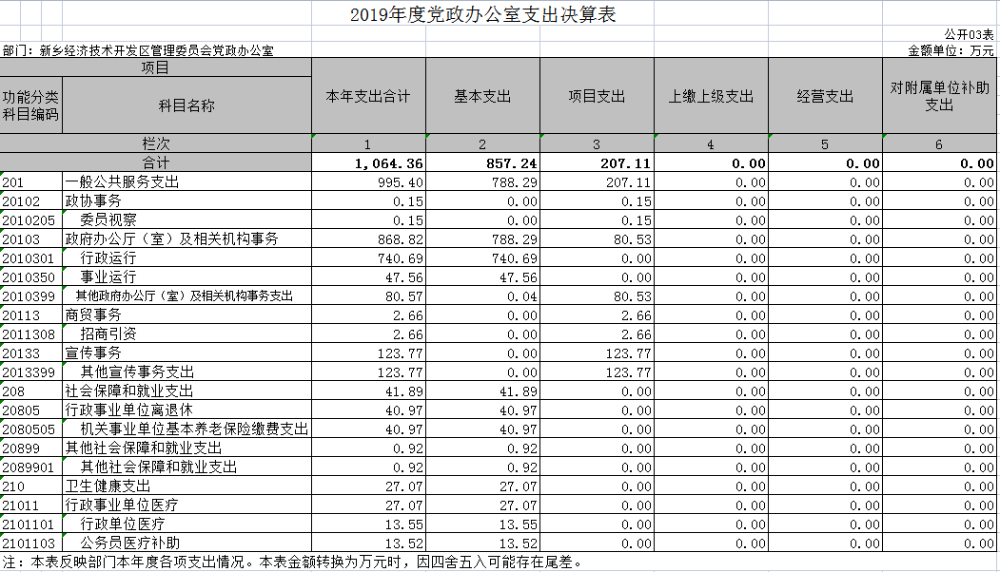 2019年度党政办公室支出决算表
公开03表
部门：新乡经济技术开发区管理委员会党政办公室 金额单位：万元
项目 本年支出合计 基本支出 项目支出 上缴上级支出 经营支出 对附属单位补助支出
功能分类科目编码 科目名称
栏次 1 2 3 4 5 6
合计 1,064.36 857.24 207.11 0.00 0.00 0.00
201 一般公共服务支出 995.40 788.29 207.11 0.00 0.00 0.00
20102 政协事务 0.15 0.00 0.15 0.00 0.00 0.00
2010205 委员视察 0.15 0.00 0.15 0.00 0.00 0.00
20103 政府办公厅（室）及相关机构事务 868.82 788.29 80.53 0.00 0.00 0.00
2010301 行政运行 740.69 740.69 0.00 0.00 0.00 0.00
2010350 事业运行 47.56 47.56 0.00 0.00 0.00 0.00
2010399 其他政府办公厅（室）及相关机构事务支出 80.57 0.04 80.53 0.00 0.00 0.00
20113 商贸事务 2.66 0.00 2.66 0.00 0.00 0.00
2011308 招商引资 2.66 0.00 2.66 0.00 0.00 0.00
20133 宣传事务 123.77 0.00 123.77 0.00 0.00 0.00
2013399 其他宣传事务支出 123.77 0.00 123.77 0.00 0.00 0.00
208 社会保障和就业支出 41.89 41.89 0.00 0.00 0.00 0.00
20805 行政事业单位离退休 40.97 40.97 0.00 0.00 0.00 0.00
2080505 机关事业单位基本养老保险缴费支出 40.97 40.97 0.00 0.00 0.00 0.00
20899 其他社会保障和就业支出 0.92 0.92 0.00 0.00 0.00 0.00
2089901 其他社会保障和就业支出 0.92 0.92 0.00 0.00 0.00 0.00
210 卫生健康支出 27.07 27.07 0.00 0.00 0.00 0.00
21011 行政事业单位医疗 27.07 27.07 0.00 0.00 0.00 0.00
2101101 行政单位医疗 13.55 13.55 0.00 0.00 0.00 0.00
2101103 公务员医疗补助 13.52 13.52 0.00 0.00 0.00 0.00
注：本表反映部门本年度各项支出情况。本表金额转换为万元时，因四舍五入可能存在尾差。